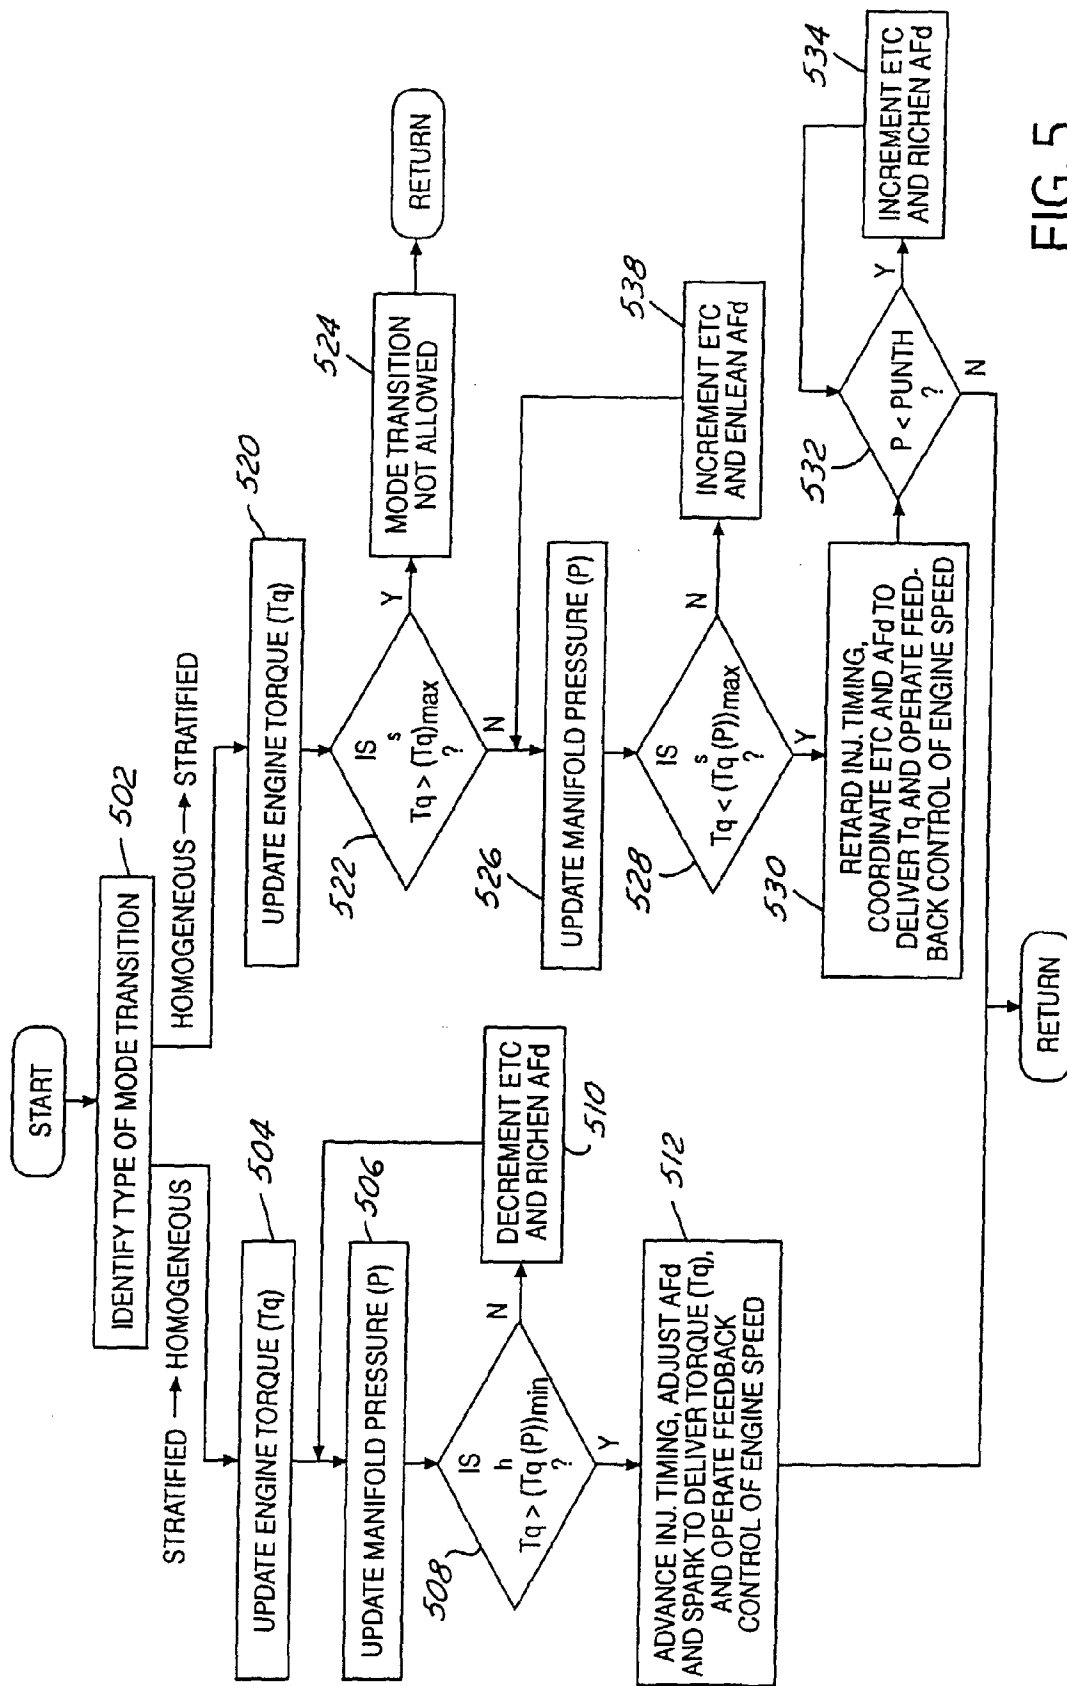 START
IDENTIFY TYPE OF MODE TRANSITION
502
STRATIFIED → HOMOGENEOUS
HOMOGENEOUS → STRATIFIED
504
UPDATE ENGINE TORQUE (Tq)
506
UPDATE MANIFOLD PRESSURE (P)
508
IS
h
Tq > (Tq (P))min
?
N
Y
DECREMENT ETC
AND RICHEN AFd
510
512
ADVANCE INJ. TIMING, ADJUST AFd
AND SPARK TO DELIVER TORQUE (Tq),
AND OPERATE FEEDBACK
CONTROL OF ENGINE SPEED
520
UPDATE ENGINE TORQUE (Tq)
522
IS
s
Tq > (Tq)max
?
Y
N
524
MODE TRANSITION
NOT ALLOWED
RETURN
526
UPDATE MANIFOLD PRESSURE (P)
528
IS
s
Tq < (Tq (P))max
?
N
Y
538
INCREMENT ETC
AND ENLEAN AFd
530
RETARD INJ. TIMING,
COORDINATE ETC AND AFd TO
DELIVER Tq AND OPERATE FEED-
BACK CONTROL OF ENGINE SPEED
532
P < PUNTH
?
Y
N
534
INCREMENT ETC
AND RICHEN AFd
RETURN
FIG. 5